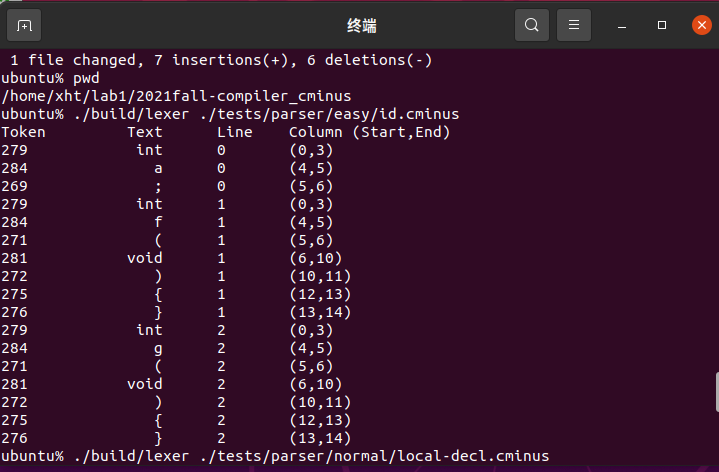 终端
1 file changed, 7 insertions(+), 6 deletions(-)
ubuntu% pwd
/home/xht/lab1/2021fall-compiler_cminus
ubuntu% ./build/lexer ./tests/parser/easy/id.cminus
Token Text Line Column (Start,End)
279 int 0 (0,3)
284 a 0 (4,5)
269 ; 0 (5,6)
279 int 1 (0,3)
284 f 1 (4,5)
271 ( 1 (5,6)
281 void 1 (6,10)
272 ) 1 (10,11)
275 { 1 (12,13)
276 } 1 (13,14)
279 int 2 (0,3)
284 g 2 (4,5)
271 ( 2 (5,6)
281 void 2 (6,10)
272 ) 2 (10,11)
275 { 2 (12,13)
276 } 2 (13,14)
ubuntu% ./build/lexer ./tests/parser/normal/local-decl.cminus